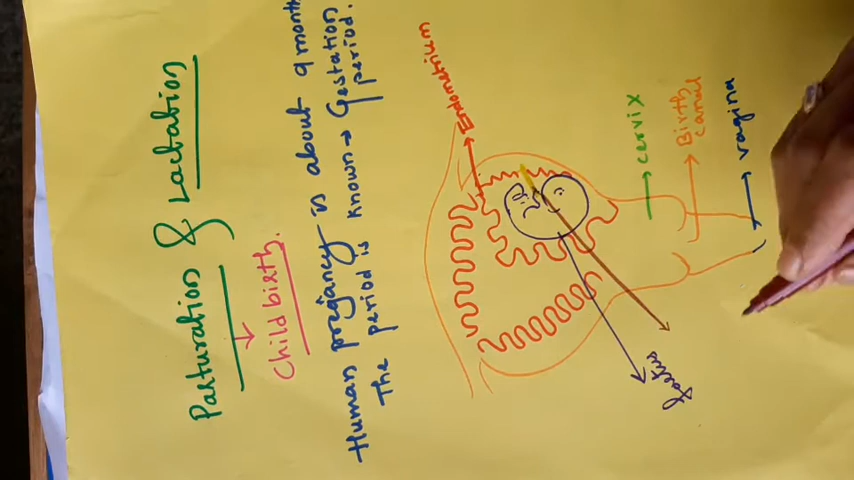 Parturation & Lactation
Child birth.
Human pregancy is about 9 month
The period is known → Gestation
period.
Endometrium
cervix
Birth
canal
vagina
foetus